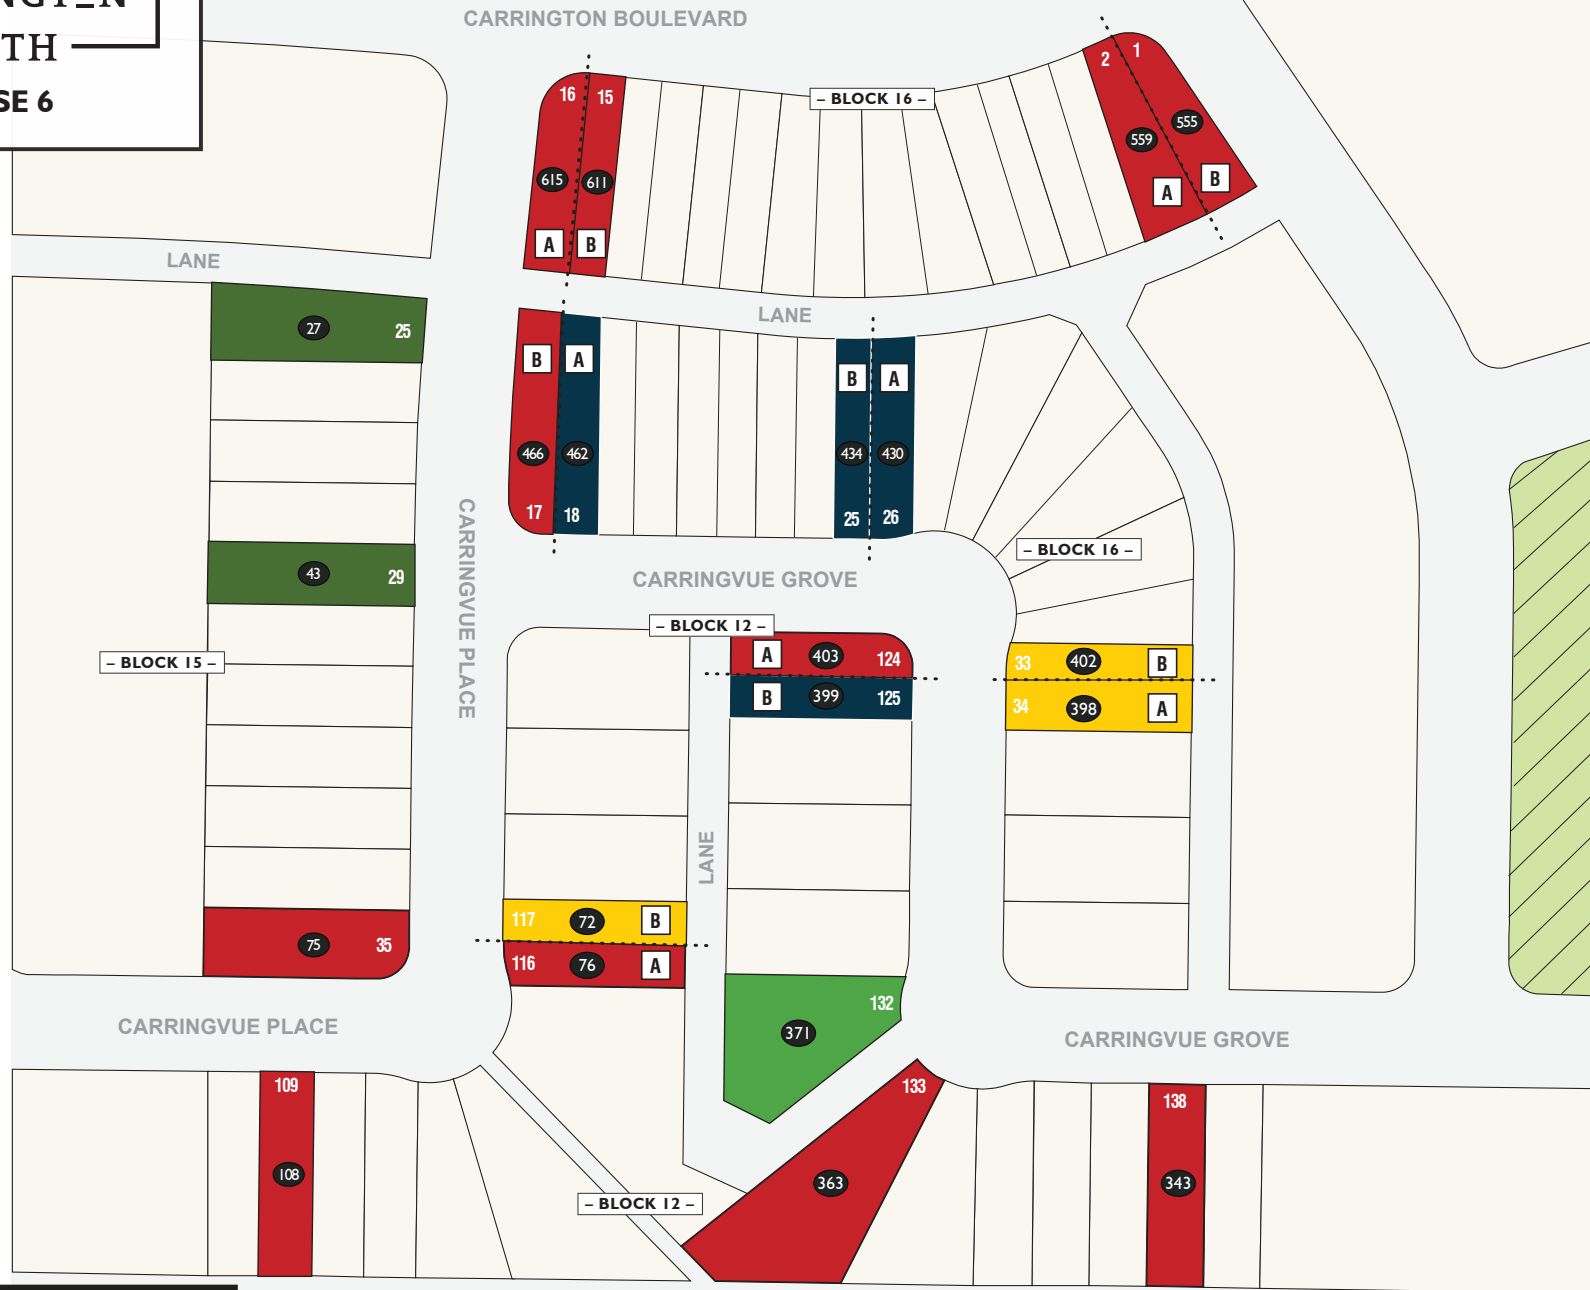 TH
SE 6
CARRINGTON BOULEVARD
– BLOCK 16 –
16
15
615
611
A
B
2
1
559
555
A
B
LANE
LANE
27
25
43
29
– BLOCK 15 –
75
35
CARRINGVUE PLACE
B
A
466
462
17
18
B
A
434
430
25
26
CARRINGVUE GROVE
– BLOCK 16 –
– BLOCK 12 –
A
403
124
B
399
125
33
402
B
34
398
A
LANE
117
72
B
116
76
A
132
371
CARRINGVUE PLACE
CARRINGVUE GROVE
109
108
133
363
138
343
– BLOCK 12 –